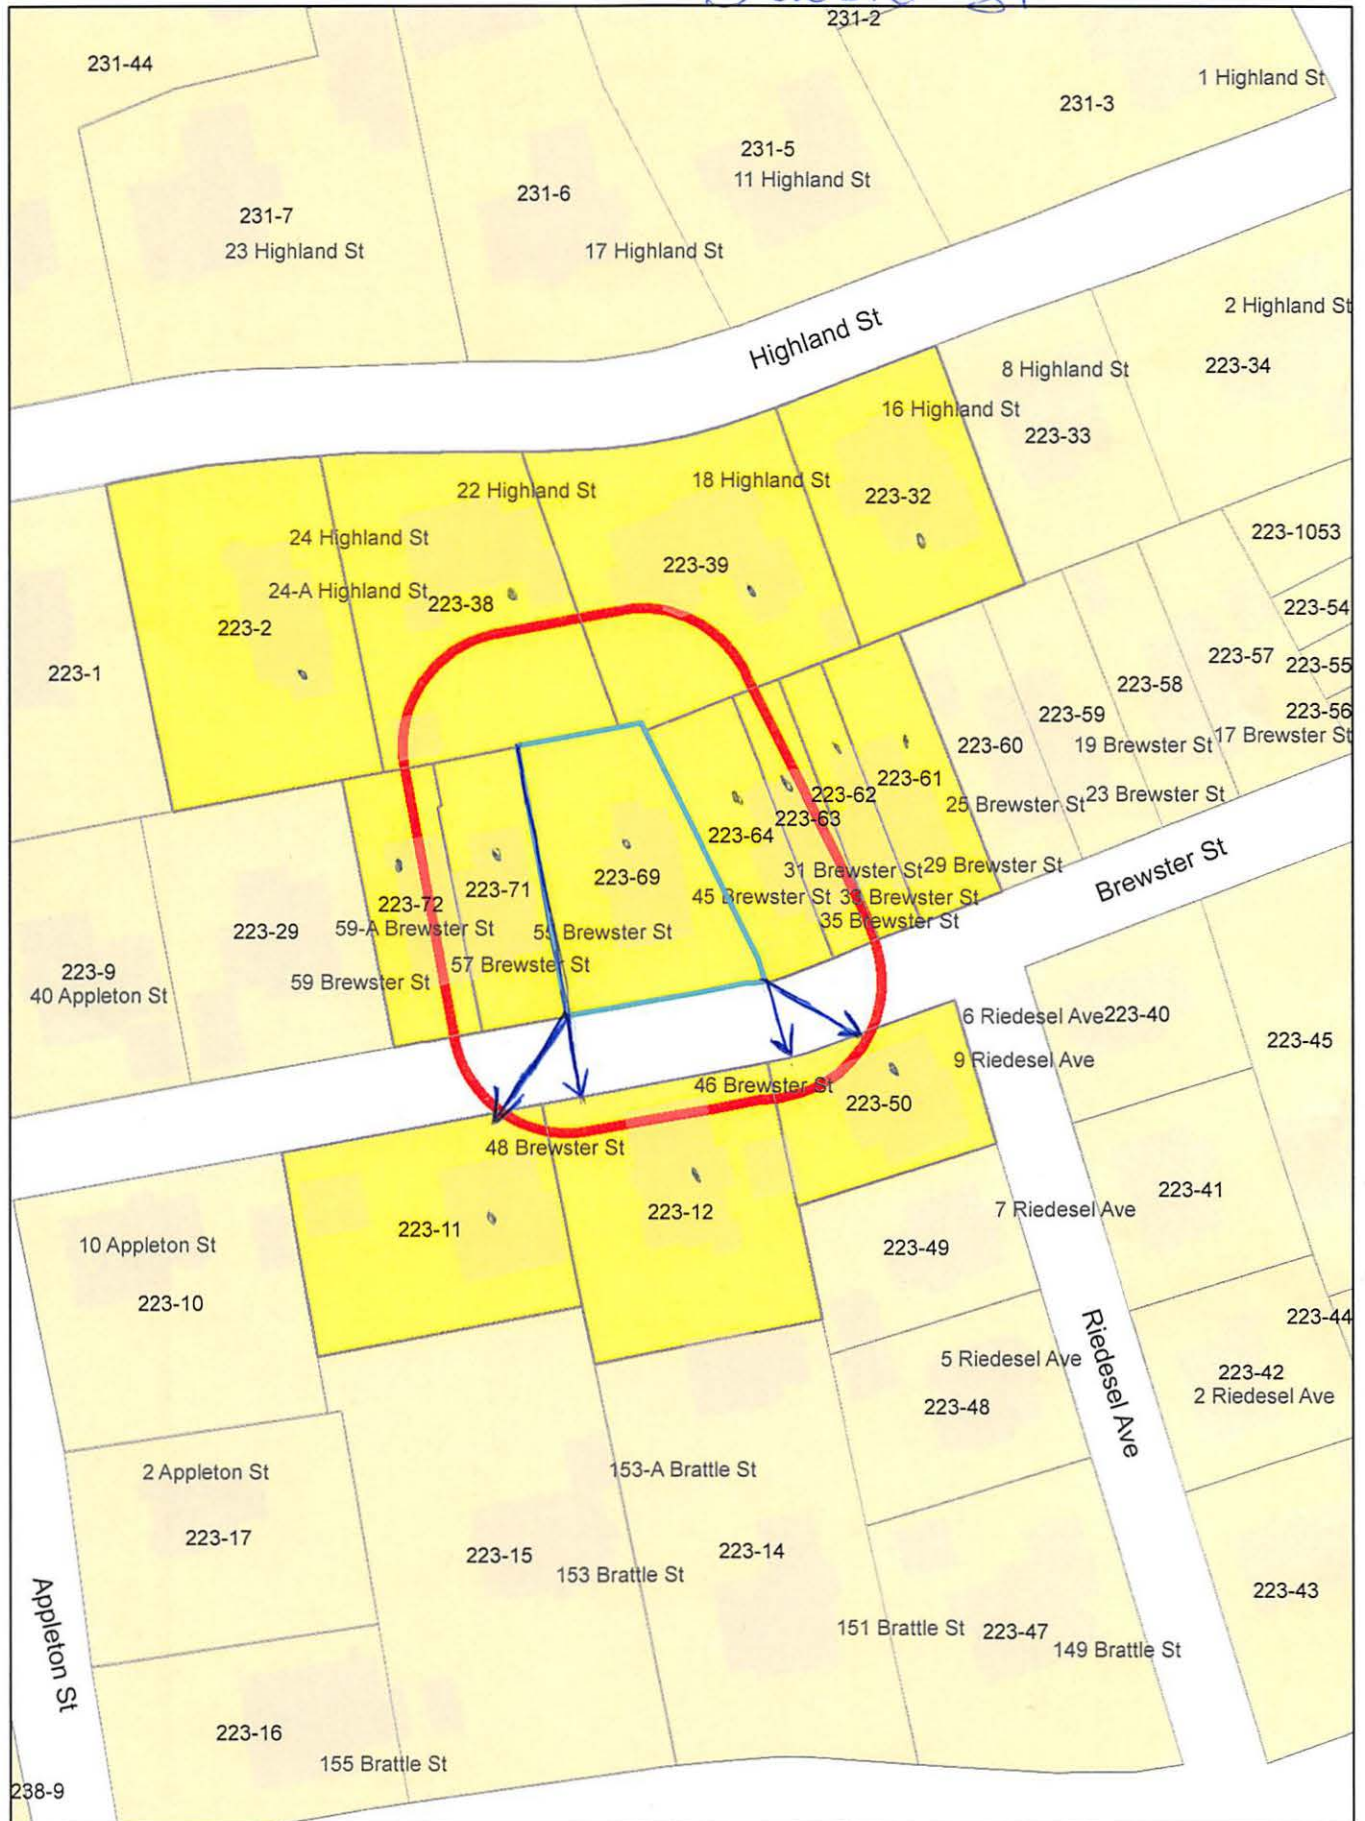 231-2
231-44
1 Highland St
231-3
231-5
11 Highland St
231-6
231-7
23 Highland St
17 Highland St
2 Highland St
Highland St
8 Highland St
223-34
16 Highland St
223-33
22 Highland St
18 Highland St
223-32
24 Highland St
223-1053
223-39
24-A Highland St
223-38
223-54
223-2
223-57
223-55
223-1
223-58
223-56
223-59
17 Brewster St
223-60
19 Brewster St
223-61
223-62
25 Brewster St
23 Brewster St
223-63
223-64
Brewster St
31 Brewster St
29 Brewster St
223-69
223-71
45 Brewster St
33 Brewster St
223-72
35 Brewster St
223-29
59-A Brewster St
55 Brewster St
57 Brewster St
223-9
40 Appleton St
59 Brewster St
6 Riedesel Ave
223-40
223-45
9 Riedesel Ave
46 Brewster St
223-50
48 Brewster St
223-41
223-12
7 Riedesel Ave
223-11
10 Appleton St
223-49
223-10
223-44
Riedesel Ave
5 Riedesel Ave
223-42
2 Riedesel Ave
223-48
153-A Brattle St
2 Appleton St
223-17
223-15
223-14
153 Brattle St
223-43
Appleton St
151 Brattle St
223-47
149 Brattle St
223-16
155 Brattle St
238-9